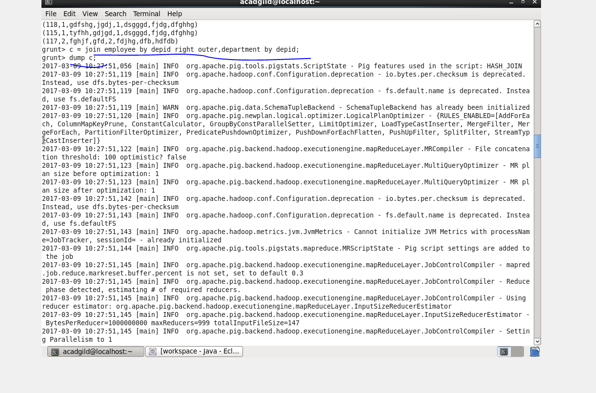 acadgild@localhost:~
File Edit View Search Terminal Help
(118,1,gdfshg,jgdj,1,dsgggd,fjdg,dfghhg)
(115,1,tyfhh,gdjgd,1,dsgggd,fjdg,dfghhg)
(117,2,fghjf,gfd,2,fdjhg,dfb,hdfdb)
grunt> c = join employee by depid right outer,department by depid;
grunt> dump c;
2017-03-09 10:27:51,056 [main] INFO  org.apache.pig.tools.pigstats.ScriptState - Pig features used in the script: HASH_JOIN
2017-03-09 10:27:51,119 [main] INFO  org.apache.hadoop.conf.Configuration.deprecation - io.bytes.per.checksum is deprecated.
Instead, use dfs.bytes-per-checksum
2017-03-09 10:27:51,119 [main] INFO  org.apache.hadoop.conf.Configuration.deprecation - fs.default.name is deprecated. Instea
d, use fs.defaultFS
2017-03-09 10:27:51,119 [main] WARN  org.apache.pig.data.SchemaTupleBackend - SchemaTupleBackend has already been initialized
2017-03-09 10:27:51,120 [main] INFO  org.apache.pig.newplan.logical.optimizer.LogicalPlanOptimizer - {RULES_ENABLED=[AddForEa
ch, ColumnMapKeyPrune, ConstantCalculator, GroupByConstParallelSetter, LimitOptimizer, LoadTypeCastInserter, MergeFilter, Mer
geForEach, PartitionFilterOptimizer, PredicatePushdownOptimizer, PushDownForEachFlatten, PushUpFilter, SplitFilter, StreamTyp
eCastInserter]}
2017-03-09 10:27:51,122 [main] INFO  org.apache.pig.backend.hadoop.executionengine.mapReduceLayer.MRCompiler - File concatena
tion threshold: 100 optimistic? false
2017-03-09 10:27:51,123 [main] INFO  org.apache.pig.backend.hadoop.executionengine.mapReduceLayer.MultiQueryOptimizer - MR pl
an size before optimization: 1
2017-03-09 10:27:51,123 [main] INFO  org.apache.pig.backend.hadoop.executionengine.mapReduceLayer.MultiQueryOptimizer - MR pl
an size after optimization: 1
2017-03-09 10:27:51,142 [main] INFO  org.apache.hadoop.conf.Configuration.deprecation - io.bytes.per.checksum is deprecated.
Instead, use dfs.bytes-per-checksum
2017-03-09 10:27:51,143 [main] INFO  org.apache.hadoop.conf.Configuration.deprecation - fs.default.name is deprecated. Instea
d, use fs.defaultFS
2017-03-09 10:27:51,143 [main] INFO  org.apache.hadoop.metrics.jvm.JvmMetrics - Cannot initialize JVM Metrics with processNam
e=JobTracker, sessionId= - already initialized
2017-03-09 10:27:51,144 [main] INFO  org.apache.pig.tools.pigstats.mapreduce.MRScriptState - Pig script settings are added to
the job
2017-03-09 10:27:51,145 [main] INFO  org.apache.pig.backend.hadoop.executionengine.mapReduceLayer.JobControlCompiler - mapred
.job.reduce.markreset.buffer.percent is not set, set to default 0.3
2017-03-09 10:27:51,145 [main] INFO  org.apache.pig.backend.hadoop.executionengine.mapReduceLayer.JobControlCompiler - Reduce
phase detected, estimating # of required reducers.
2017-03-09 10:27:51,145 [main] INFO  org.apache.pig.backend.hadoop.executionengine.mapReduceLayer.JobControlCompiler - Using
reducer estimator: org.apache.pig.backend.hadoop.executionengine.mapReduceLayer.InputSizeReducerEstimator
2017-03-09 10:27:51,145 [main] INFO  org.apache.pig.backend.hadoop.executionengine.mapReduceLayer.InputSizeReducerEstimator -
BytesPerReducer=1000000000 maxReducers=999 totalInputFileSize=147
2017-03-09 10:27:51,145 [main] INFO  org.apache.pig.backend.hadoop.executionengine.mapReduceLayer.JobControlCompiler - Settin
g Parallelism to 1
acadgild@localhost:~ [workspace - Java - Ecl...